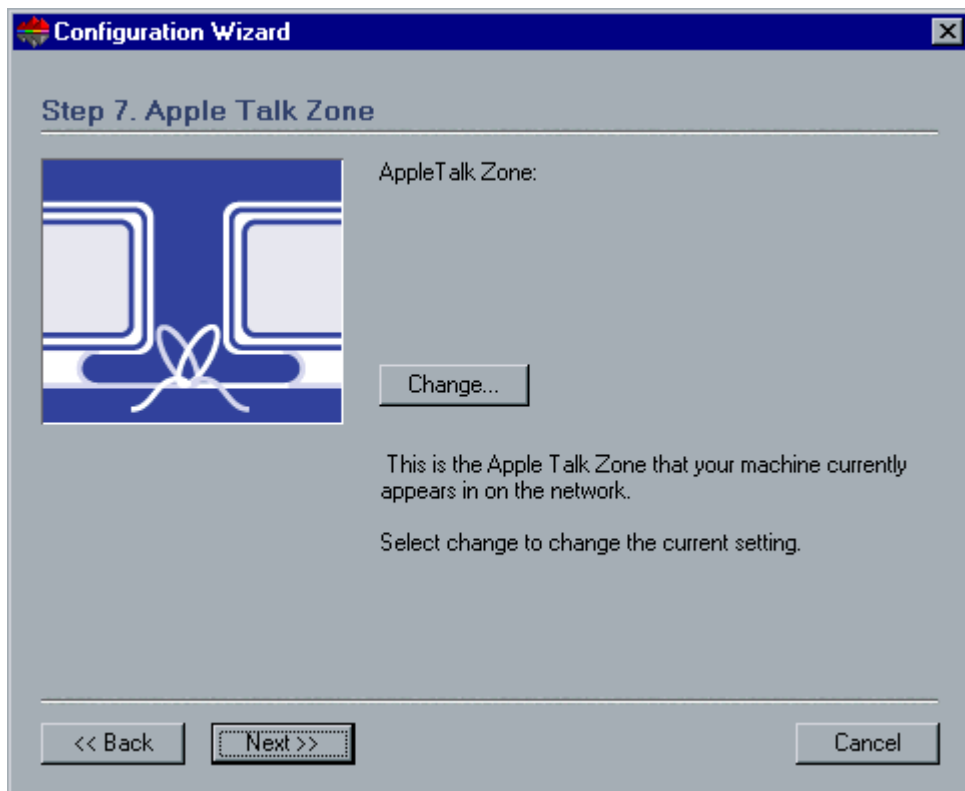 Configuration Wizard
Step 7. Apple Talk Zone
AppleTalk Zone:
Change...
This is the Apple Talk Zone that your machine currently
appears in on the network.
Select change to change the current setting.
<< Back
Next >>
Cancel